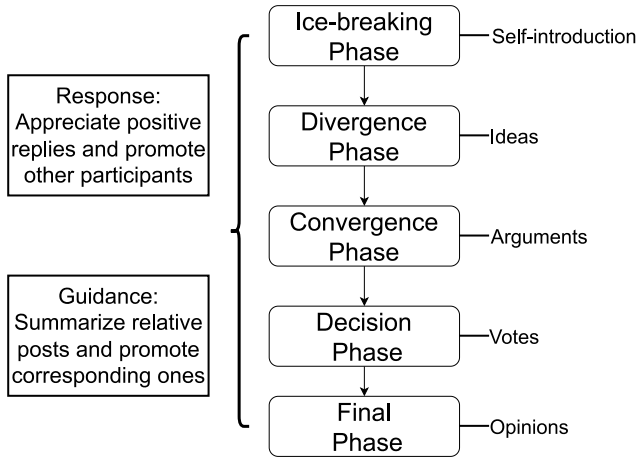 Response:
Appreciate positive
replies and promote
other participants
Guidance:
Summarize relative
posts and promote
corresponding ones
Ice-breaking
Phase
Self-introduction
Divergence
Phase
Ideas
Convergence
Phase
Arguments
Decision
Phase
Votes
Final
Phase
Opinions